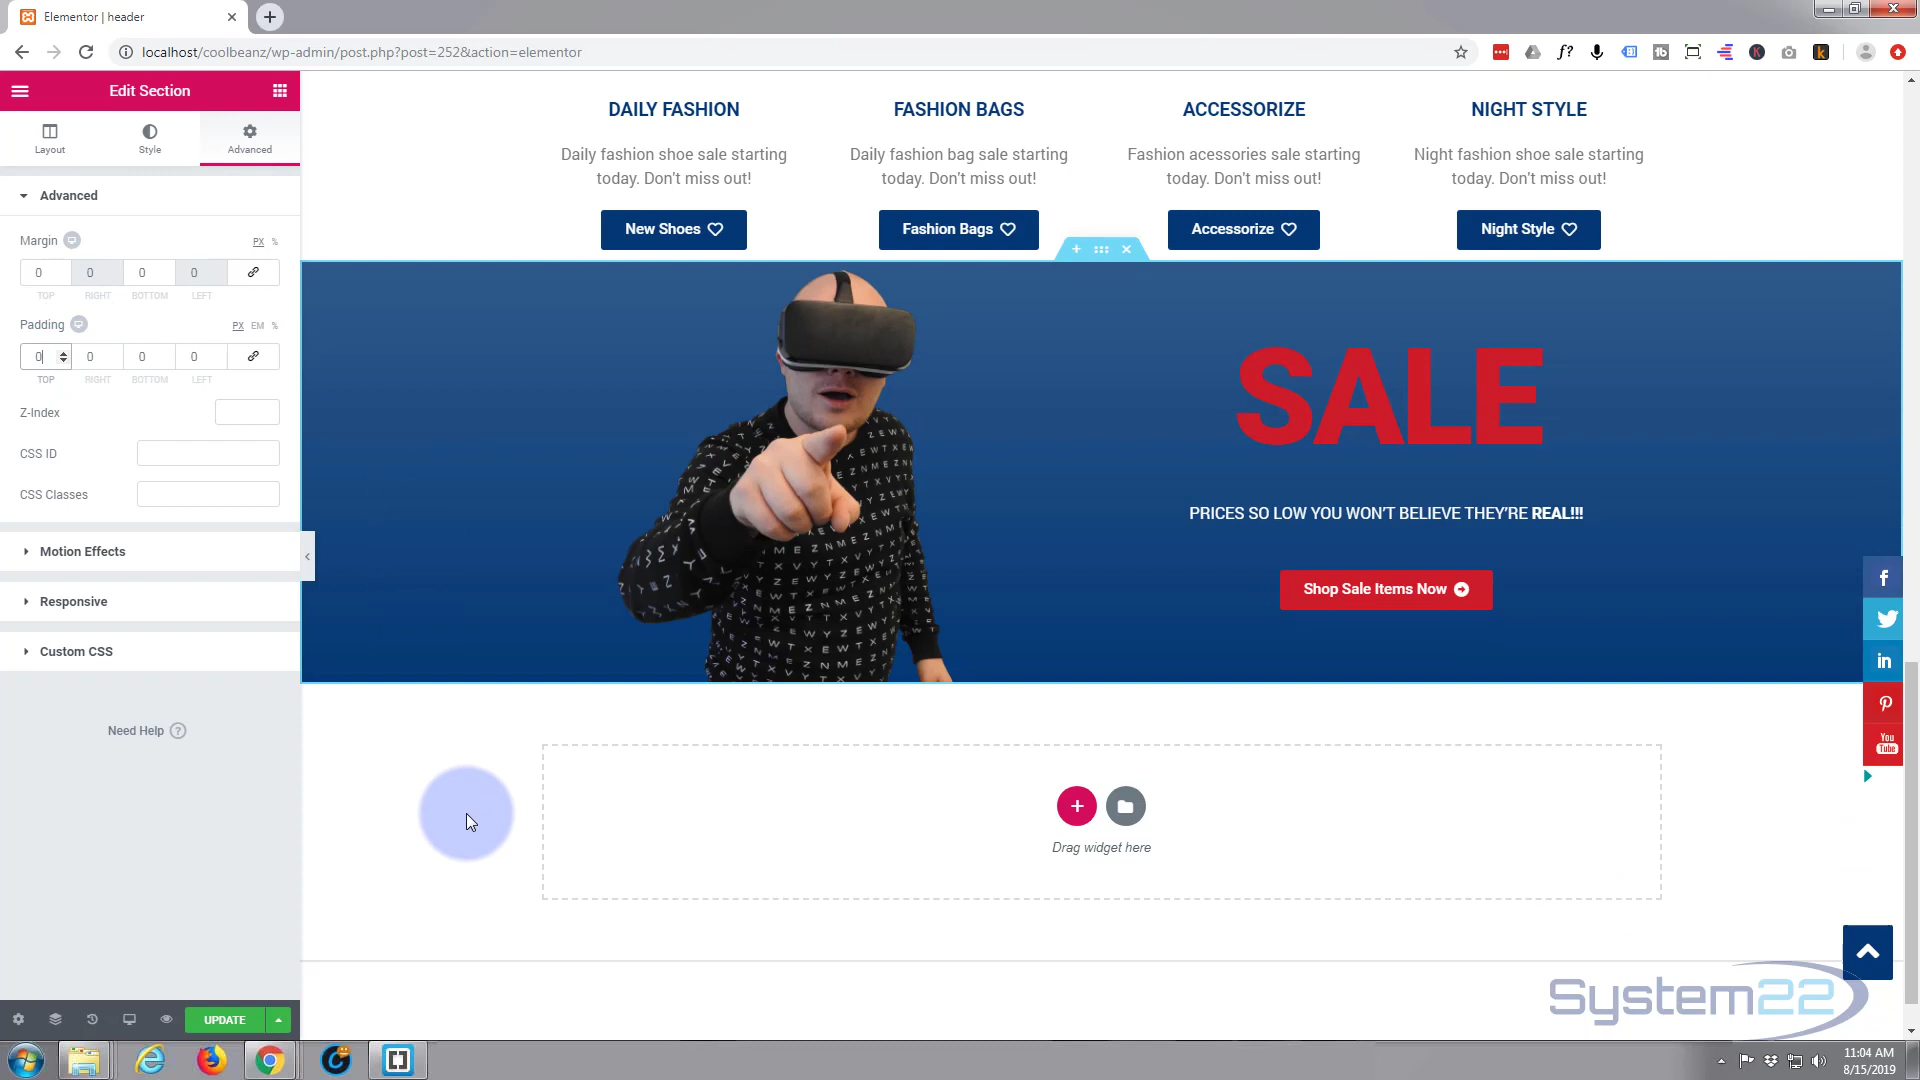 Elementor | header
localhost/coolbeanz/wp-admin/post.php?post=252&action=elementor
Edit Section
Layout
Style
Advanced
Advanced
Margin
PX %
0 0 0 0
TOP RIGHT BOTTOM LEFT
Padding
PX EM %
0 0 0 0
TOP RIGHT BOTTOM LEFT
Z-Index
CSS ID
CSS Classes
Motion Effects
Responsive
Custom CSS
Need Help ?
UPDATE
DAILY FASHION
Daily fashion shoe sale starting
today. Don't miss out!
New Shoes
FASHION BAGS
Daily fashion bag sale starting
today. Don't miss out!
Fashion Bags
ACCESSORIZE
Fashion acessories sale starting
today. Don't miss out!
Accessorize
NIGHT STYLE
Night fashion shoe sale starting
today. Don't miss out!
Night Style
SALE
PRICES SO LOW YOU WON'T BELIEVE THEY'RE REAL!!!
Shop Sale Items Now
Drag widget here
You
Tube
System22
11:04 AM
8/15/2019